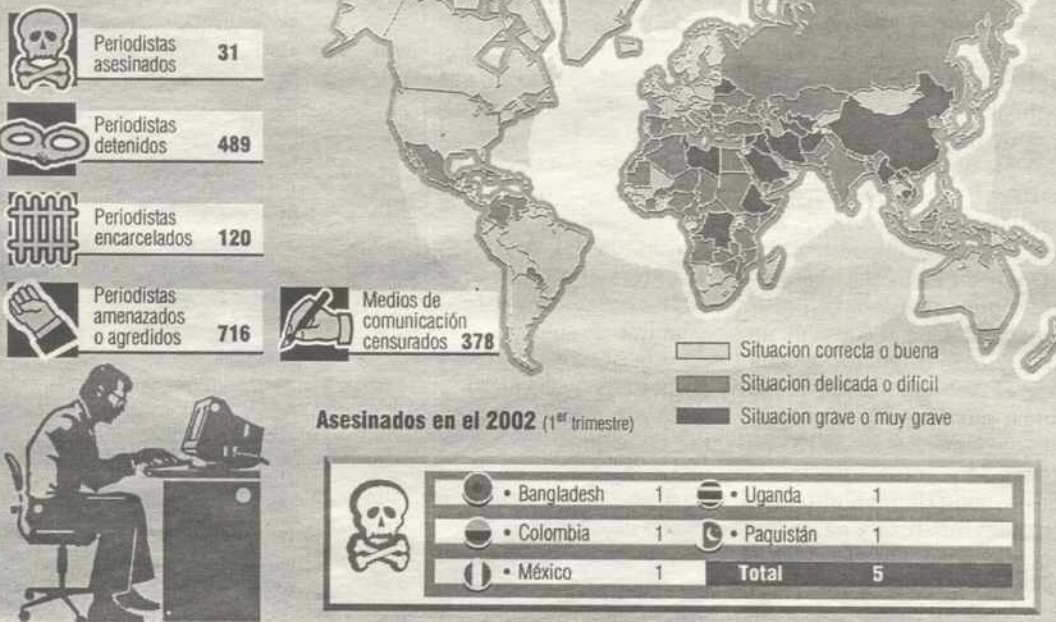 Periodistas
asesinados 31
Periodistas
detenidos 489
Periodistas
encarcelados 120
Periodistas
amenazados
o agredidos 716
Medios de
comunicación
censurados 378
Situacion correcta o buena
Situacion delicada o difícil
Situacion grave o muy grave
Asesinados en el 2002 (1er trimestre)
• Bangladesh 1 • Uganda 1
• Colombia 1 • Paquistán 1
• México 1 Total 5